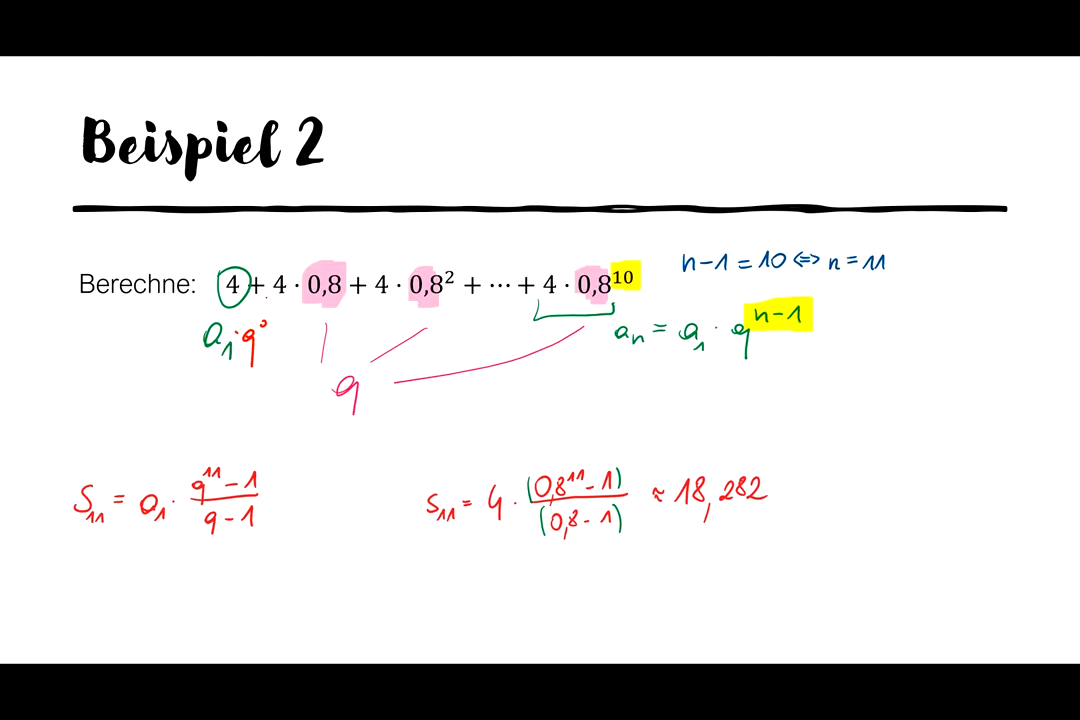 Beispiel 2
n-1 = 10 <=> n = 11
Berechne: 4 + 4 · 0,8 + 4 · 0,8² + ⋯ + 4 · 0,8¹⁰
a₁ · q⁰
aₙ = a₁ · qⁿ⁻¹
q
S₁₁ = a₁ · (q¹¹ - 1)/(q - 1)
S₁₁ = 4 · (0,8¹¹ - 1)/(0,8 - 1) ≈ 18,282